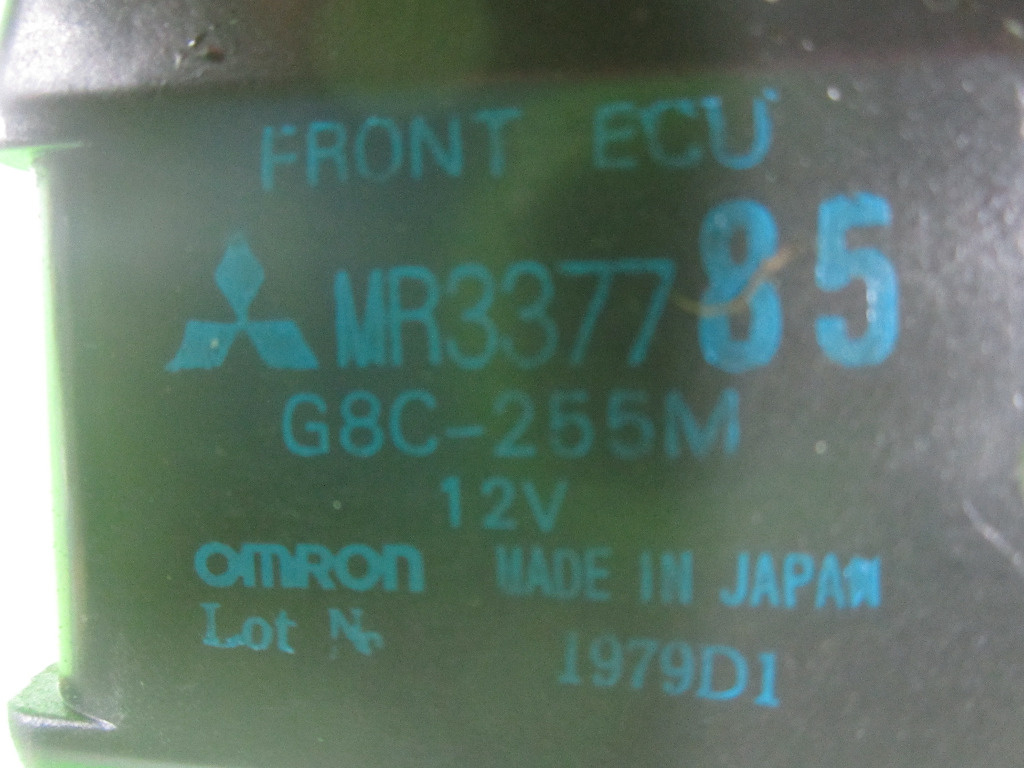 FRONT ECU
MR337785
G8C-255M
12V
OMRON MADE IN JAPAN
Lot No 1979D1